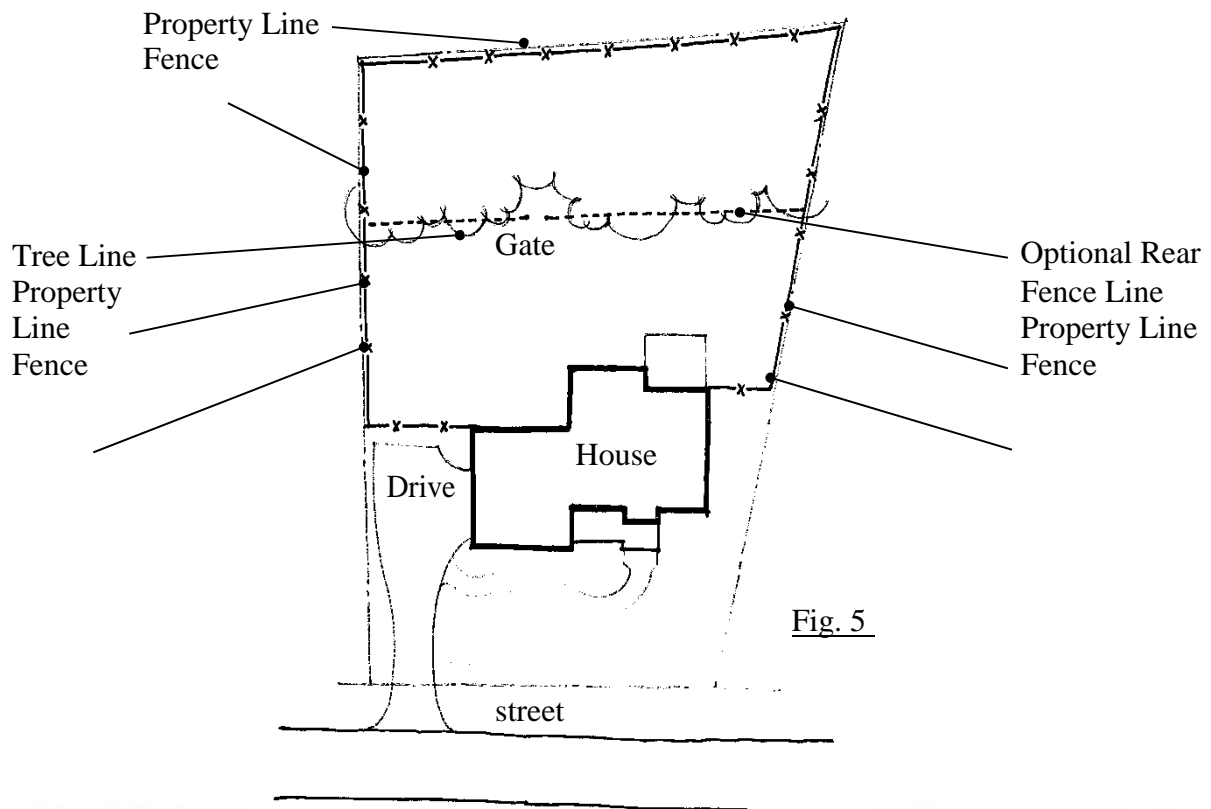 Property Line
Fence
Gate
Tree Line
Property
Line
Fence
Optional Rear
Fence Line
Property Line
Fence
House
Drive
Fig. 5
street